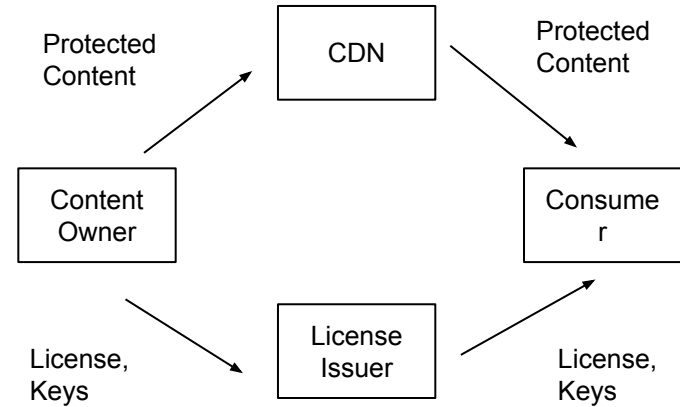 Protected
Content
CDN
Protected
Content
Content
Owner
Consume
r
License,
Keys
License
Issuer
License,
Keys